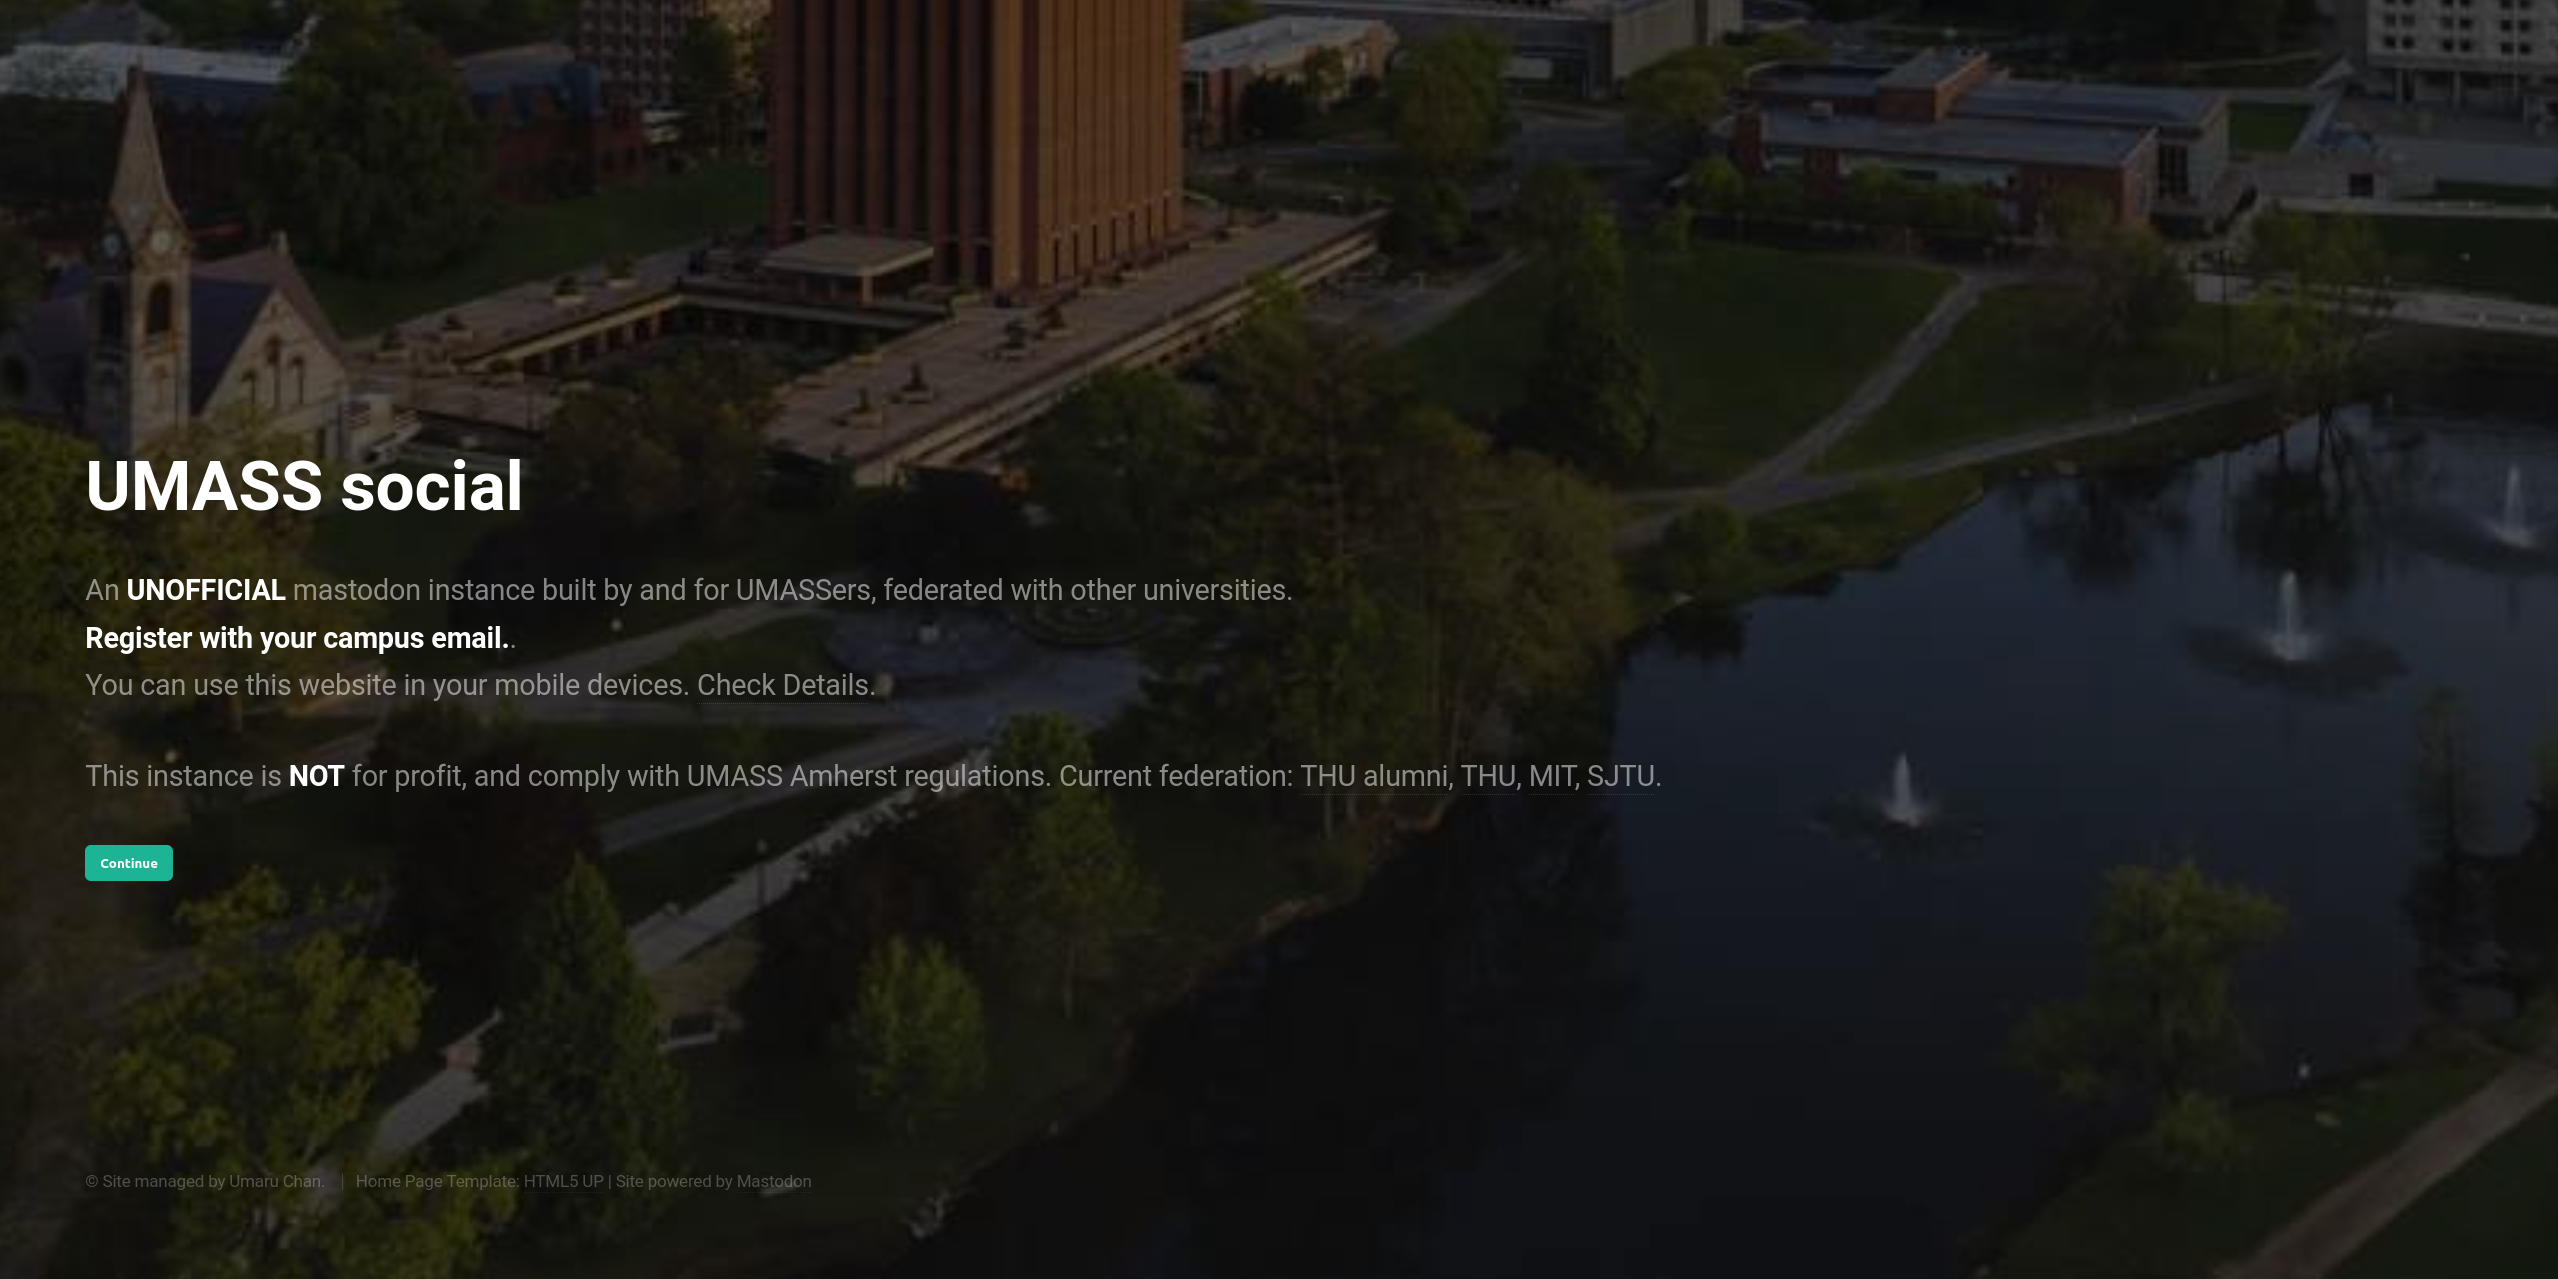 UMASS social
An UNOFFICIAL mastodon instance built by and for UMASSers, federated with other universities.
Register with your campus email..
You can use this website in your mobile devices. Check Details.
This instance is NOT for profit, and comply with UMASS Amherst regulations. Current federation: THU alumni, THU, MIT, SJTU.
Continue
© Site managed by Umaru Chan. | Home Page Template: HTML5 UP | Site powered by Mastodon